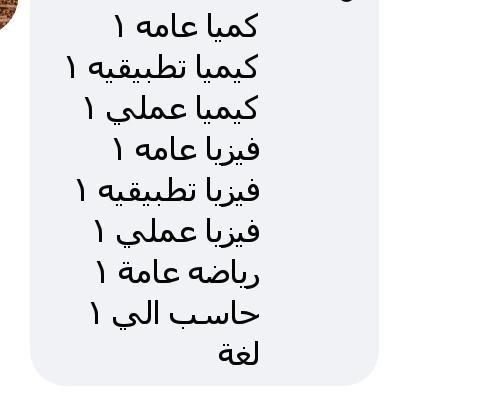 كميا عامه ١
كيميا تطبيقيه ١
كيميا عملي ١
فيزيا عامه ١
فيزيا تطبيقيه ١
فيزيا عملي ١
رياضه عامة ١
حاسب الي ١
لغة